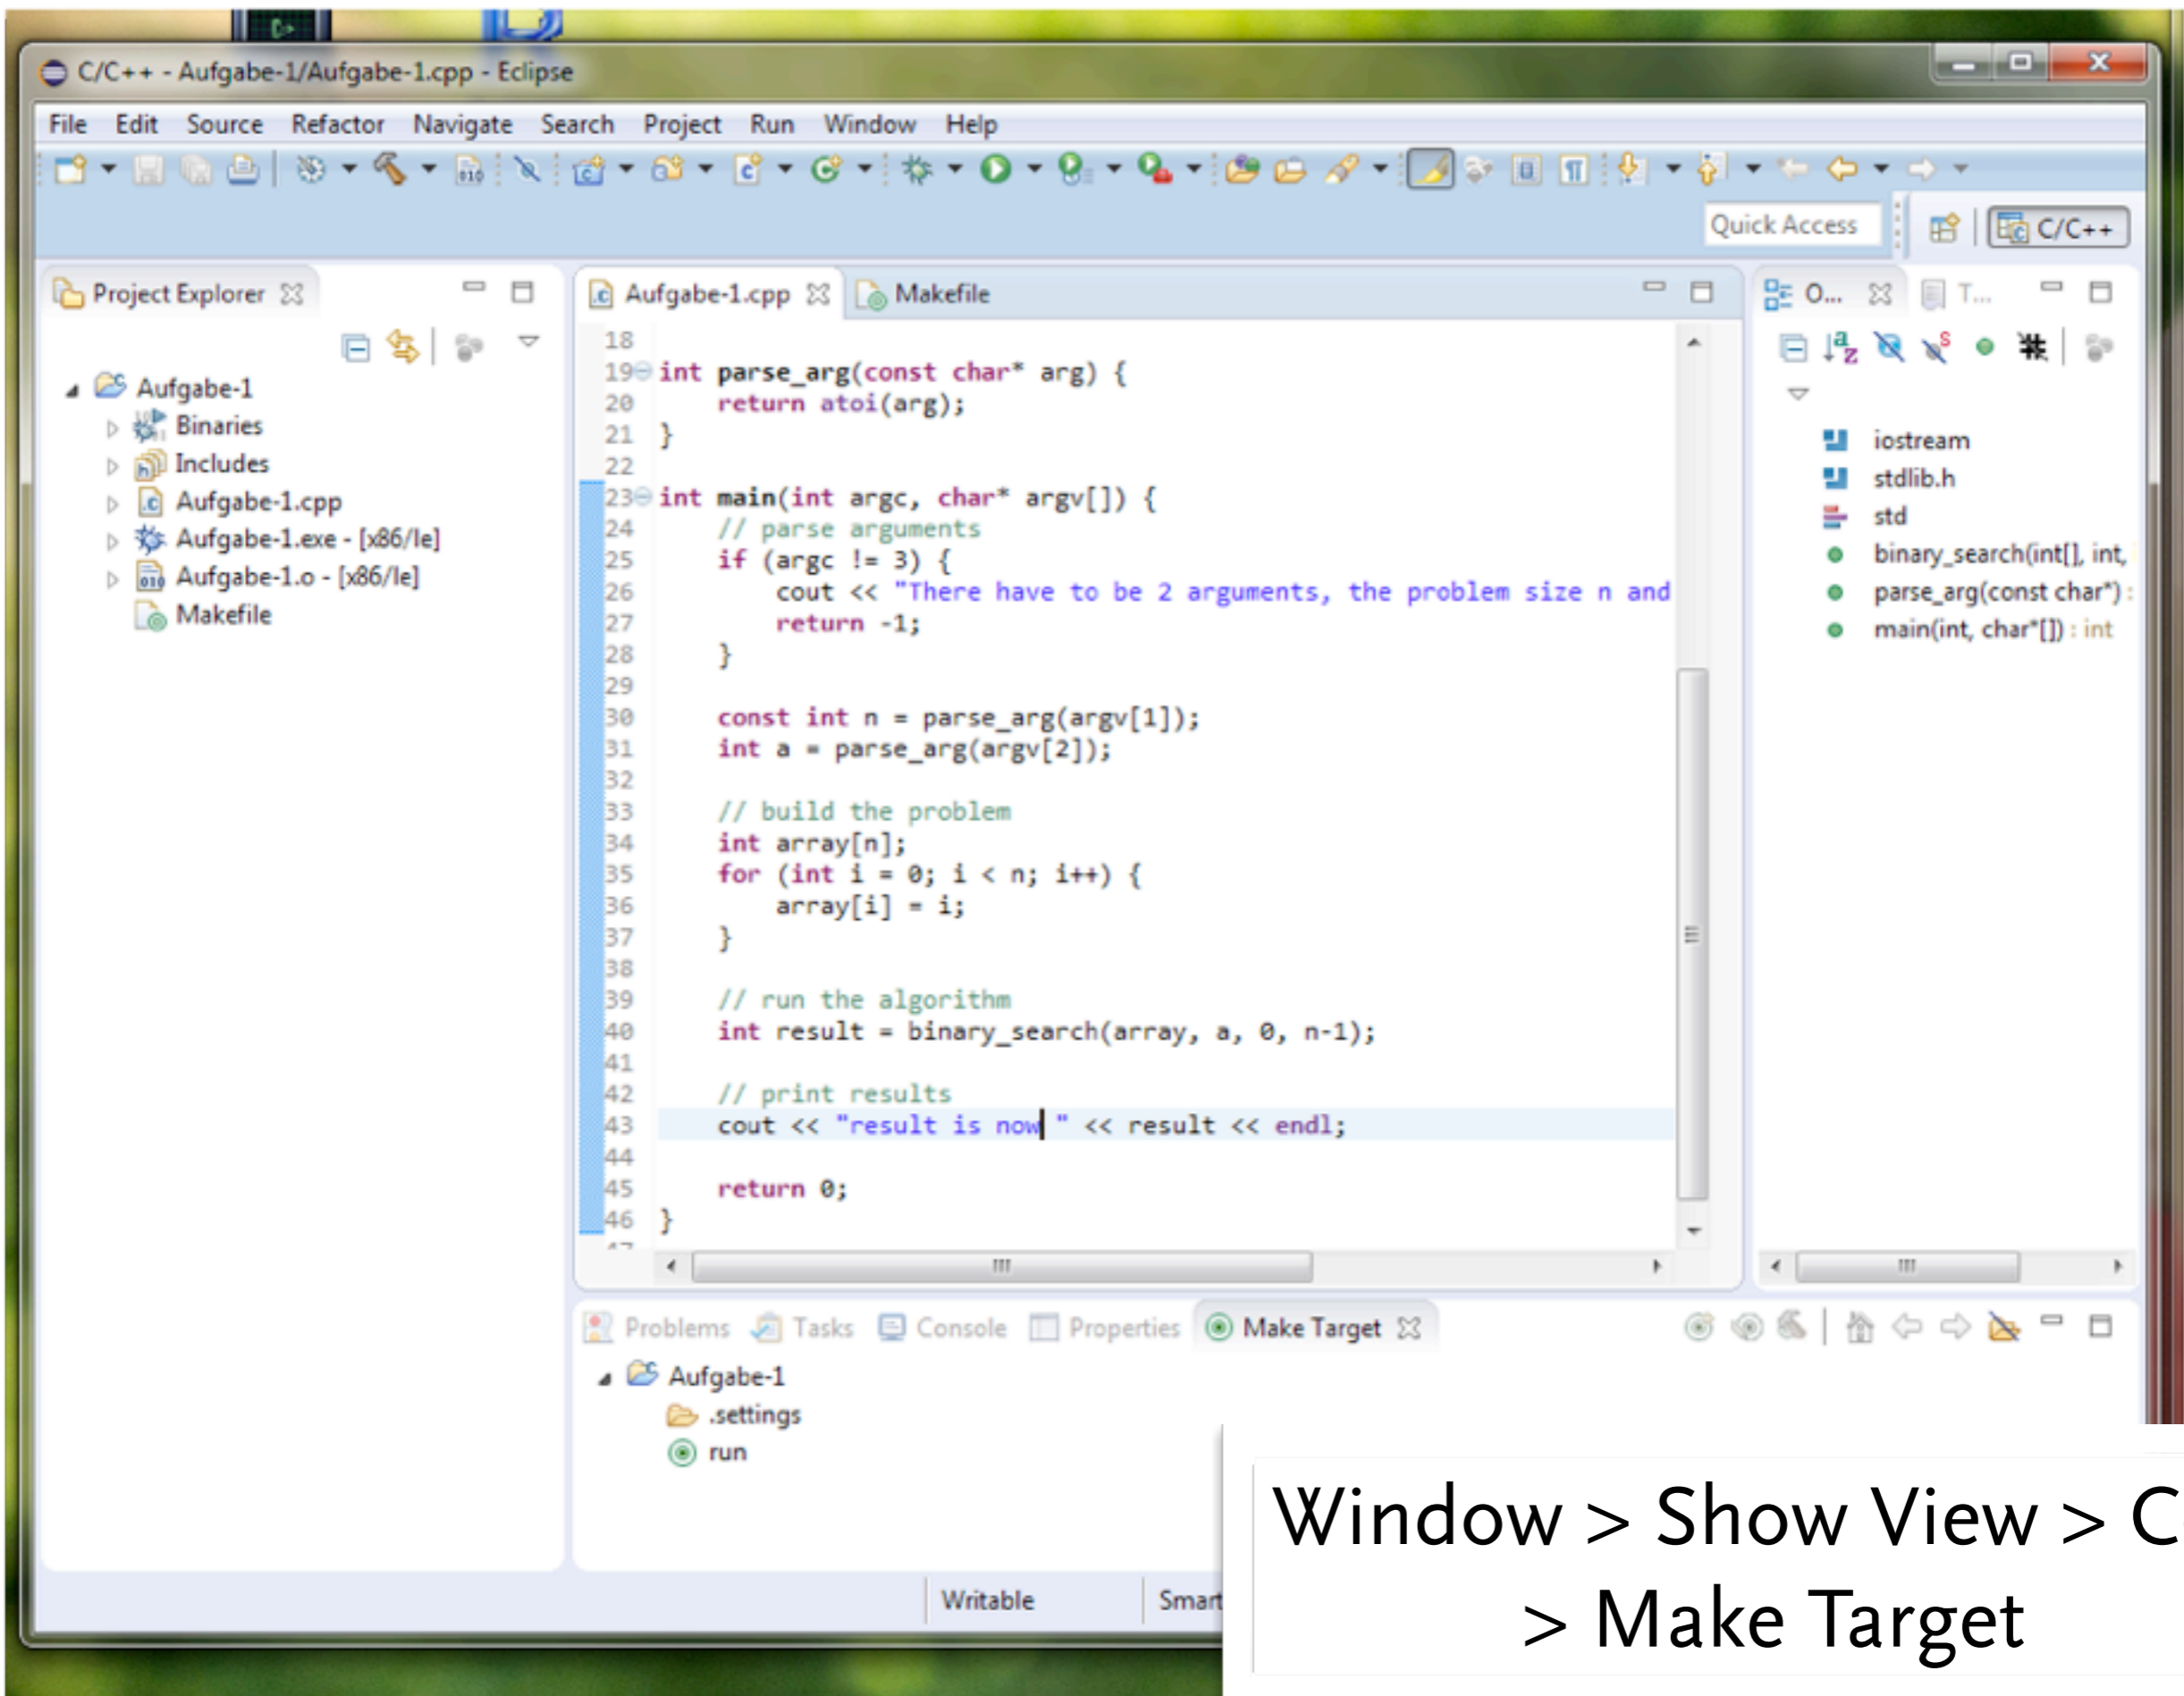 C/C++ - Aufgabe-1/Aufgabe-1.cpp - Eclipse
File Edit Source Refactor Navigate Search Project Run Window Help
Quick Access
C/C++
Project Explorer
Aufgabe-1
Binaries
Includes
Aufgabe-1.cpp
Aufgabe-1.exe - [x86/le]
Aufgabe-1.o - [x86/le]
Makefile
Aufgabe-1.cpp Makefile
18
19 int parse_arg(const char* arg) {
20 return atoi(arg);
21 }
22
23 int main(int argc, char* argv[]) {
24 // parse arguments
25 if (argc != 3) {
26 cout << "There have to be 2 arguments, the problem size n and
27 return -1;
28 }
29
30 const int n = parse_arg(argv[1]);
31 int a = parse_arg(argv[2]);
32
33 // build the problem
34 int array[n];
35 for (int i = 0; i < n; i++) {
36 array[i] = i;
37 }
38
39 // run the algorithm
40 int result = binary_search(array, a, 0, n-1);
41
42 // print results
43 cout << "result is now " << result << endl;
44
45 return 0;
46 }
O... T...
iostream
stdlib.h
std
binary_search(int[], int,
parse_arg(const char*) :
main(int, char*[]) : int
Problems Tasks Console Properties Make Target
Aufgabe-1
.settings
run
Writable Smart
Window > Show View > C
> Make Target